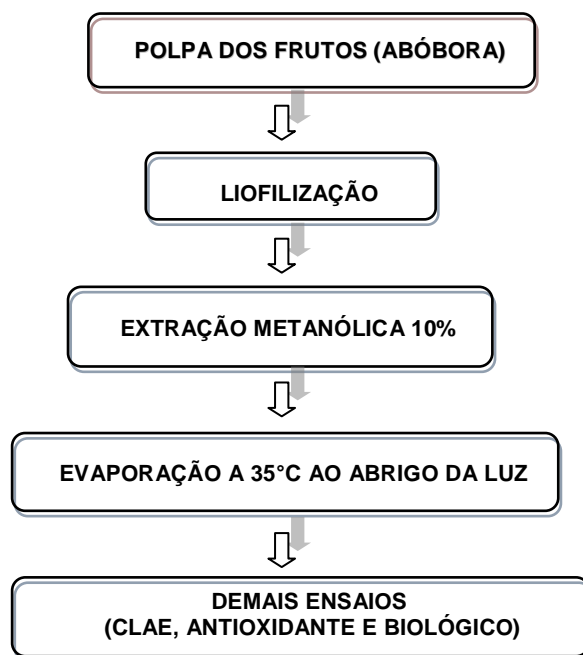 POLPA DOS FRUTOS (ABÓBORA)
LIOFILIZAÇÃO
EXTRAÇÃO METANÓLICA 10%
EVAPORAÇÃO A 35°C AO ABRIGO DA LUZ
DEMAIS ENSAIOS
(CLAE, ANTIOXIDANTE E BIOLÓGICO)